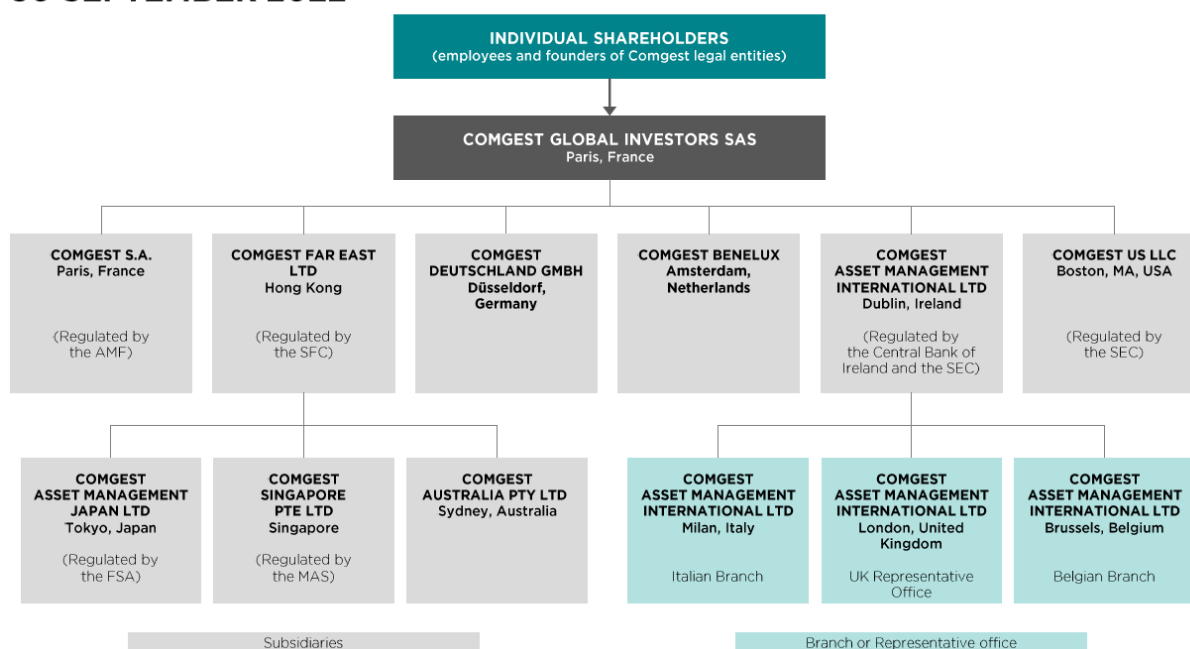 INDIVIDUAL SHAREHOLDERS
(employees and founders of Comgest legal entities)
COMGEST GLOBAL INVESTORS SAS
Paris, France
COMGEST S.A.
Paris, France
(Regulated by
the AMF)
COMGEST FAR EAST
LTD
Hong Kong
(Regulated by
the SFC)
COMGEST
DEUTSCHLAND GMBH
Düsseldorf,
Germany
COMGEST BENELUX
Amsterdam,
Netherlands
COMGEST
ASSET MANAGEMENT
INTERNATIONAL LTD
Dublin, Ireland
(Regulated by
the Central Bank of
Ireland and the SEC)
COMGEST US LLC
Boston, MA, USA
(Regulated by
the SEC)
COMGEST
ASSET MANAGEMENT
JAPAN LTD
Tokyo, Japan
(Regulated by
the FSA)
COMGEST
SINGAPORE
PTE LTD
Singapore
(Regulated by
the MAS)
COMGEST
AUSTRALIA PTY LTD
Sydney, Australia
COMGEST
ASSET MANAGEMENT
INTERNATIONAL LTD
Milan, Italy
Italian Branch
COMGEST
ASSET MANAGEMENT
INTERNATIONAL LTD
London, United
Kingdom
UK Representative
Office
COMGEST
ASSET MANAGEMENT
INTERNATIONAL LTD
Brussels, Belgium
Belgian Branch
Subsidiaries
Branch or Representative office